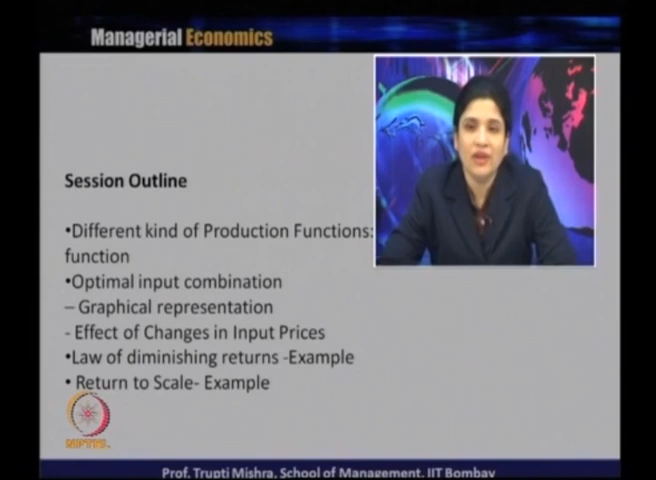 Managerial Economics
Session Outline
•Different kind of Production Functions:
function
•Optimal input combination
– Graphical representation
- Effect of Changes in Input Prices
•Law of diminishing returns -Example
• Return to Scale- Example
NPTEL
Prof. Trupti Mishra, School of Management, IIT Bombay